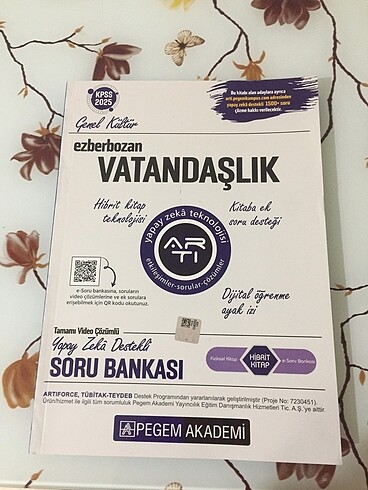 KPSS
2025
Genel Kültür
Bu kitabı alan adaylara ayrıca
arti.pegemkampus.com adresinden
yapay zekâ destekli 1500+ soru
çözme hakkı verilecektir.
ezberbozan
VATANDAŞLIK
Hibrit kitap
teknolojisi
Kitaba ek
soru desteği
yapay zekâ teknolojisi
ARTI
etkileşimler-sorular-çözümler
e-Soru bankasına, soruların
video çözümlerine ve ek sorulara
erişebilmek için QR kodu okutunuz.
Dijital öğrenme
ayak izi
Tamamı Video Çözümlü
Yapay Zekâ Destekli
SORU BANKASI
Fiziksel Kitap
HİBRİT
KİTAP
e-Soru Bankası
ARTIFORCE, TÜBİTAK-TEYDEB Destek Programından yararlanılarak geliştirilmiştir (Proje No: 7230451).
Ürün/hizmet ile ilgili tüm sorumluluk Pegem Akademi Yayıncılık Eğitim Danışmanlık Hizmetleri Tic. A.Ş.'ye aittir.
PEGEM AKADEMİ